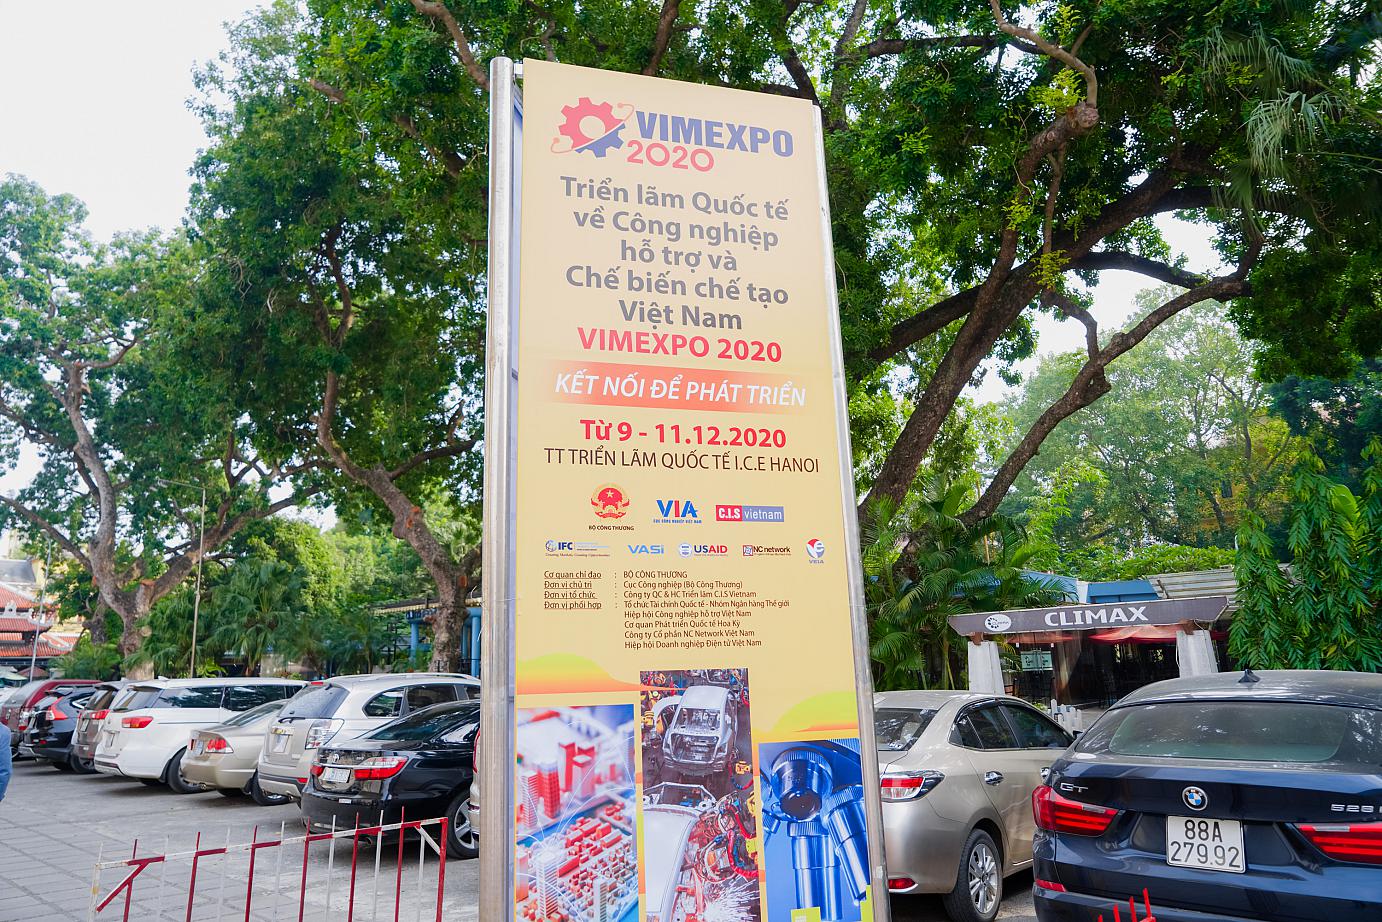 VIMEXPO
2020
Triển lãm Quốc tế
về Công nghiệp
hỗ trợ và
Chế biến chế tạo
Việt Nam
VIMEXPO 2020
KẾT NỐI ĐỂ PHÁT TRIỂN
Từ 9 - 11.12.2020
TT TRIỂN LÃM QUỐC TẾ I.C.E HANOI
BỘ CÔNG THƯƠNG
VIA
CỤC CÔNG NGHIỆP VIỆT NAM
C.I.S vietnam
IFC
VASI
USAID
NC network
VEIA
Cơ quan chỉ đạo : BỘ CÔNG THƯƠNG
Đơn vị chủ trì : Cục Công nghiệp (Bộ Công Thương)
Đơn vị tổ chức : Công ty QC & HC Triển lãm C.I.S Vietnam
Đơn vị phối hợp : Tổ chức Tài chính Quốc tế - Nhóm Ngân hàng Thế giới
Hiệp hội Công nghiệp hỗ trợ Việt Nam
Cơ quan Phát triển Quốc tế Hoa Kỳ
Công ty Cổ phần NC Network Việt Nam
Hiệp hội Doanh nghiệp Điện tử Việt Nam
CLIMAX
GT
528i
88A
279.92